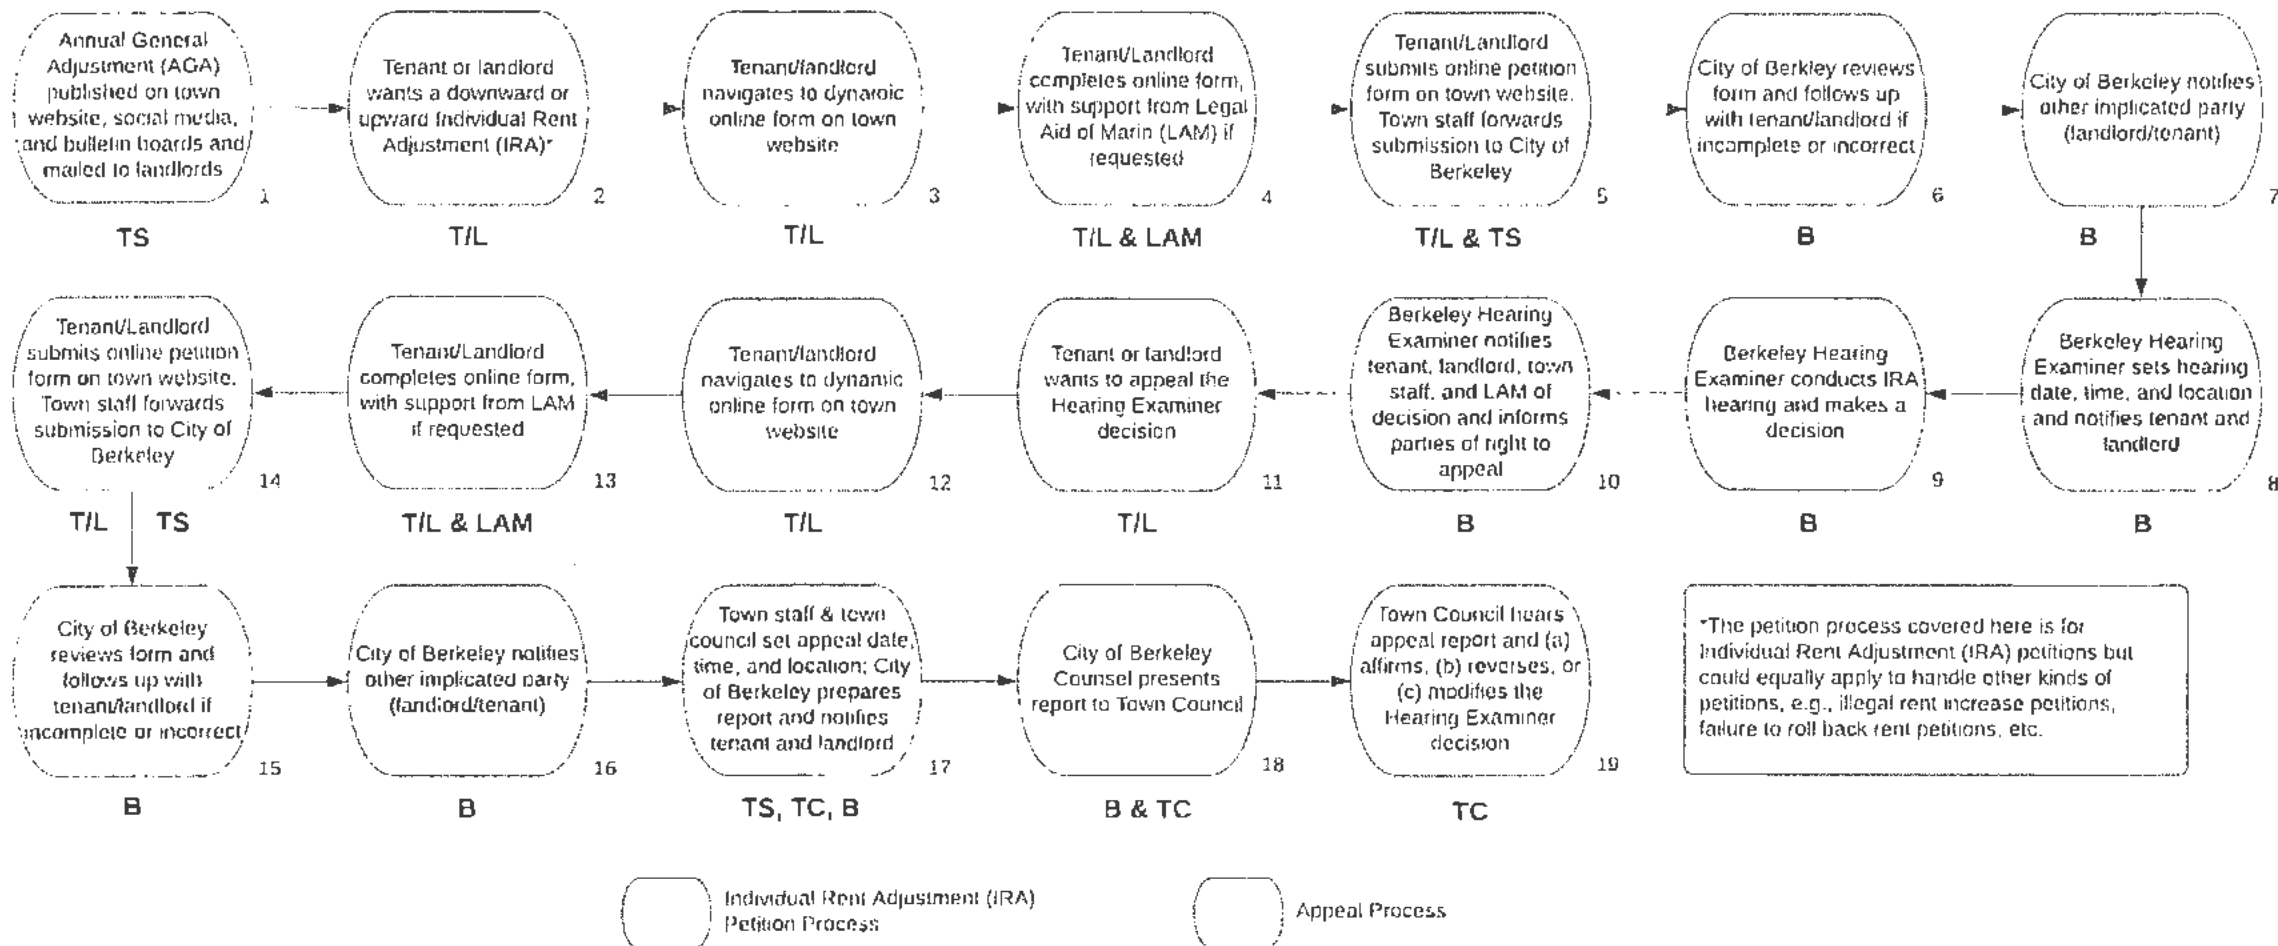 Annual General
Adjustment (AGA)
published on town
website, social media,
and bulletin boards and
mailed to landlords
1
TS
Tenant or landlord
wants a downward or
upward Individual Rent
Adjustment (IRA)*
2
T/L
Tenant/landlord
navigates to dynamic
online form on town
website
3
T/L
Tenant/Landlord
completes online form,
with support from Legal
Aid of Marin (LAM) if
requested
4
T/L & LAM
Tenant/Landlord
submits online petition
form on town website.
Town staff forwards
submission to City of
Berkeley
5
T/L & TS
City of Berkley reviews
form and follows up
with tenant/landlord if
incomplete or incorrect
6
B
City of Berkeley notifies
other implicated party
(landlord/tenant)
7
B
Berkeley Hearing
Examiner sets hearing
date, time, and location
and notifies tenant and
landlord
8
B
Berkeley Hearing
Examiner conducts IRA
hearing and makes a
decision
9
B
Berkeley Hearing
Examiner notifies
tenant, landlord, town
staff, and LAM of
decision and informs
parties of right to
appeal
10
B
Tenant or landlord
wants to appeal the
Hearing Examiner
decision
11
T/L
Tenant/landlord
navigates to dynamic
online form on town
website
12
T/L
Tenant/Landlord
completes online form,
with support from LAM
if requested
13
T/L & LAM
Tenant/Landlord
submits online petition
form on town website.
Town staff forwards
submission to City of
Berkeley
14
T/L TS
City of Berkeley
reviews form and
follows up with
tenant/landlord if
incomplete or incorrect
15
B
City of Berkeley notifies
other implicated party
(landlord/tenant)
16
B
Town staff & town
council set appeal date,
time, and location; City
of Berkeley prepares
report and notifies
tenant and landlord
17
TS, TC, B
City of Berkeley
Counsel presents
report to Town Council
18
B & TC
Town Council hears
appeal report and (a)
affirms, (b) reverses, or
(c) modifies the
Hearing Examiner
decision
19
TC
*The petition process covered here is for
Individual Rent Adjustment (IRA) petitions but
could equally apply to handle other kinds of
petitions, e.g., illegal rent increase petitions,
failure to roll back rent petitions, etc.
Individual Rent Adjustment (IRA)
Petition Process
Appeal Process